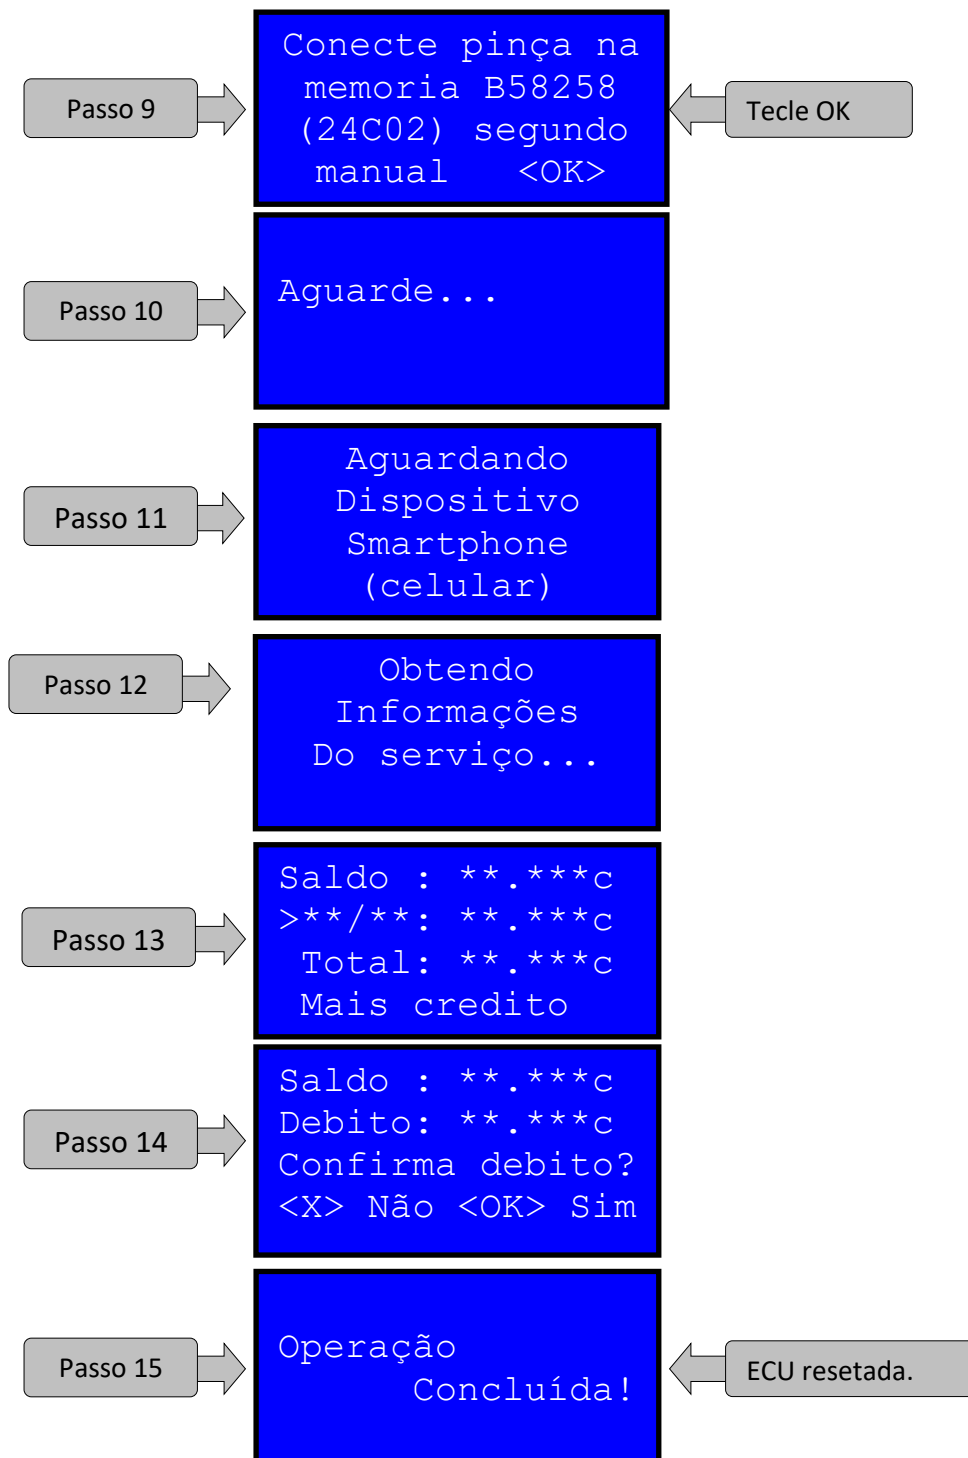 Passo 9
Conecte pinça na
memoria B58258
(24C02) segundo
manual <OK>
Tecle OK
Passo 10
Aguarde...
Passo 11
Aguardando
Dispositivo
Smartphone
(celular)
Passo 12
Obtendo
Informações
Do serviço...
Passo 13
Saldo : **.***c
>**/**: **.***c
Total: **.***c
Mais credito
Passo 14
Saldo : **.***c
Debito: **.***c
Confirma debito?
<X> Não <OK> Sim
Passo 15
Operação
Concluída!
ECU resetada.